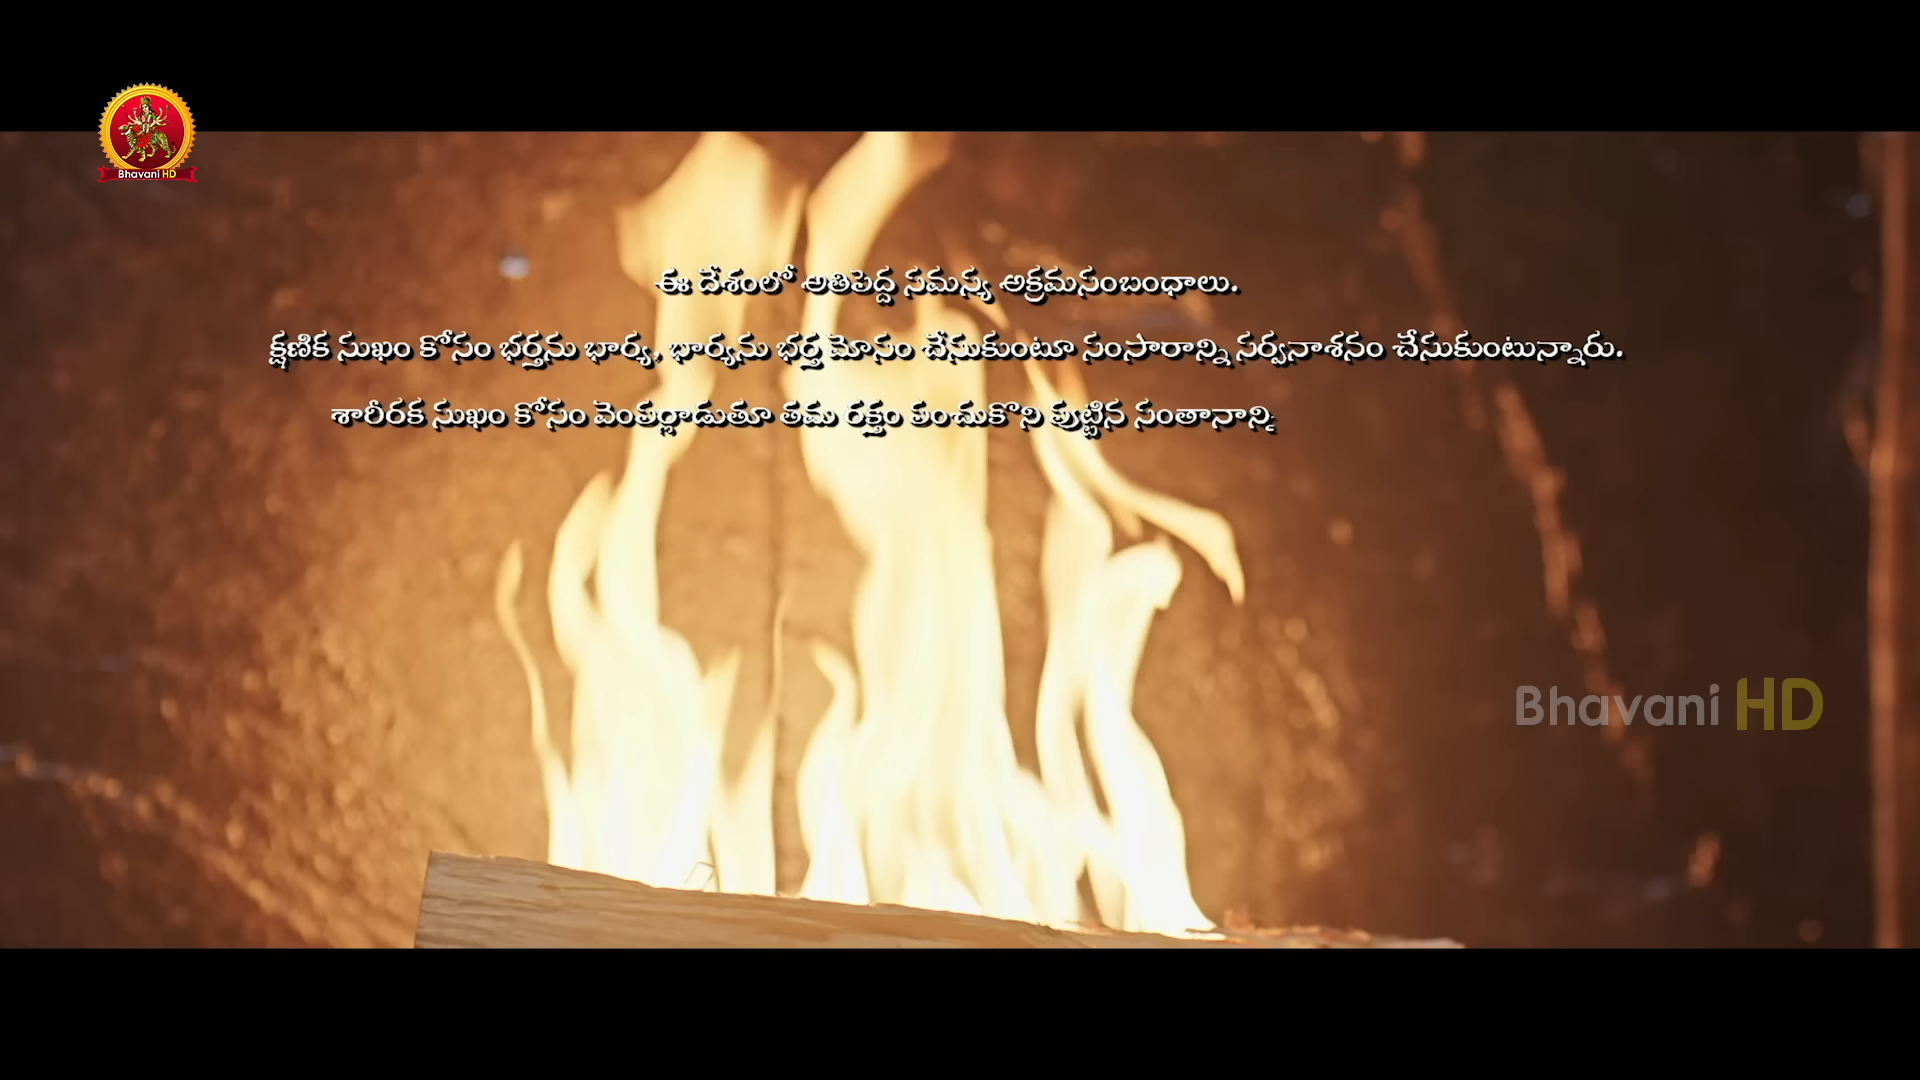 Bhavani HD
ఈ దేశంలో అతిపెద్ద సమస్య అక్రమసంబంధాలు.
క్షణిక సుఖం కోసం భర్తను భార్య, భార్యను భర్త మోసం చేసుకుంటూ సంసారాన్ని సర్వనాశనం చేసుకుంటున్నారు.
శారీరక సుఖం కోసం వెంపర్లాడుతూ తమ రక్తం పంచుకొని పుట్టిన సంతానాన్ని
Bhavani HD